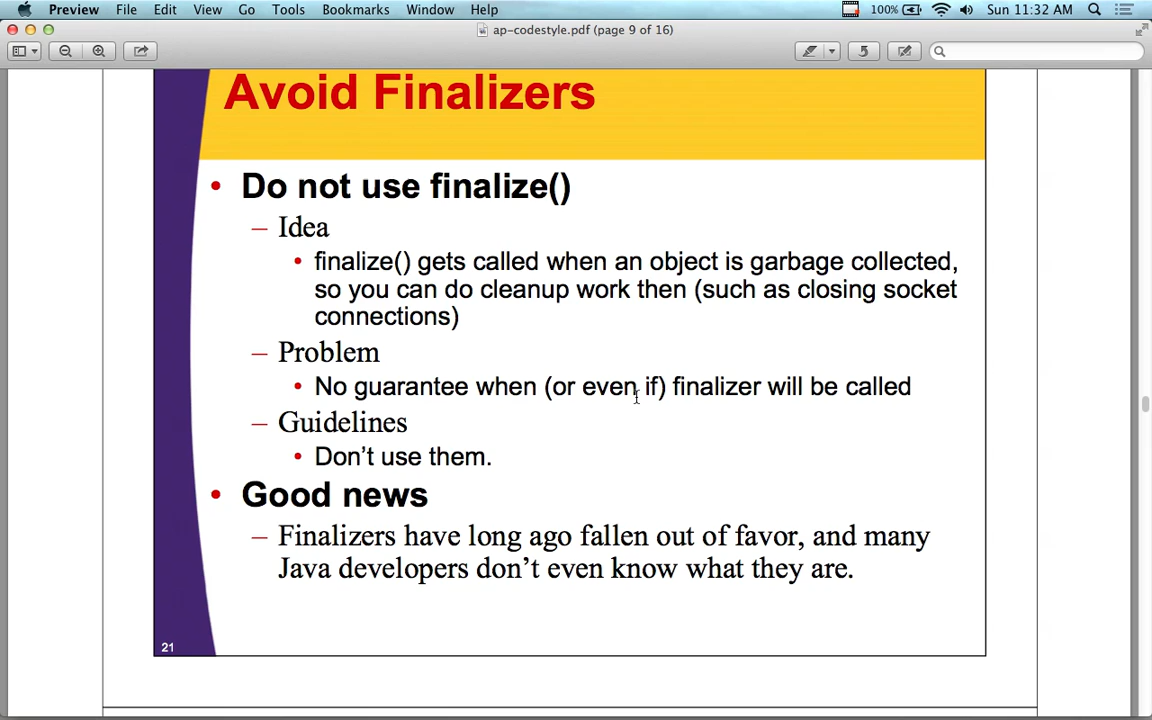 Preview File Edit View Go Tools Bookmarks Window Help 100% Sun 11:32 AM
ap-codestyle.pdf (page 9 of 16)
Avoid Finalizers
• Do not use finalize()
– Idea
• finalize() gets called when an object is garbage collected,
so you can do cleanup work then (such as closing socket
connections)
– Problem
• No guarantee when (or even if) finalizer will be called
– Guidelines
• Don’t use them.
• Good news
– Finalizers have long ago fallen out of favor, and many
Java developers don’t even know what they are.
21